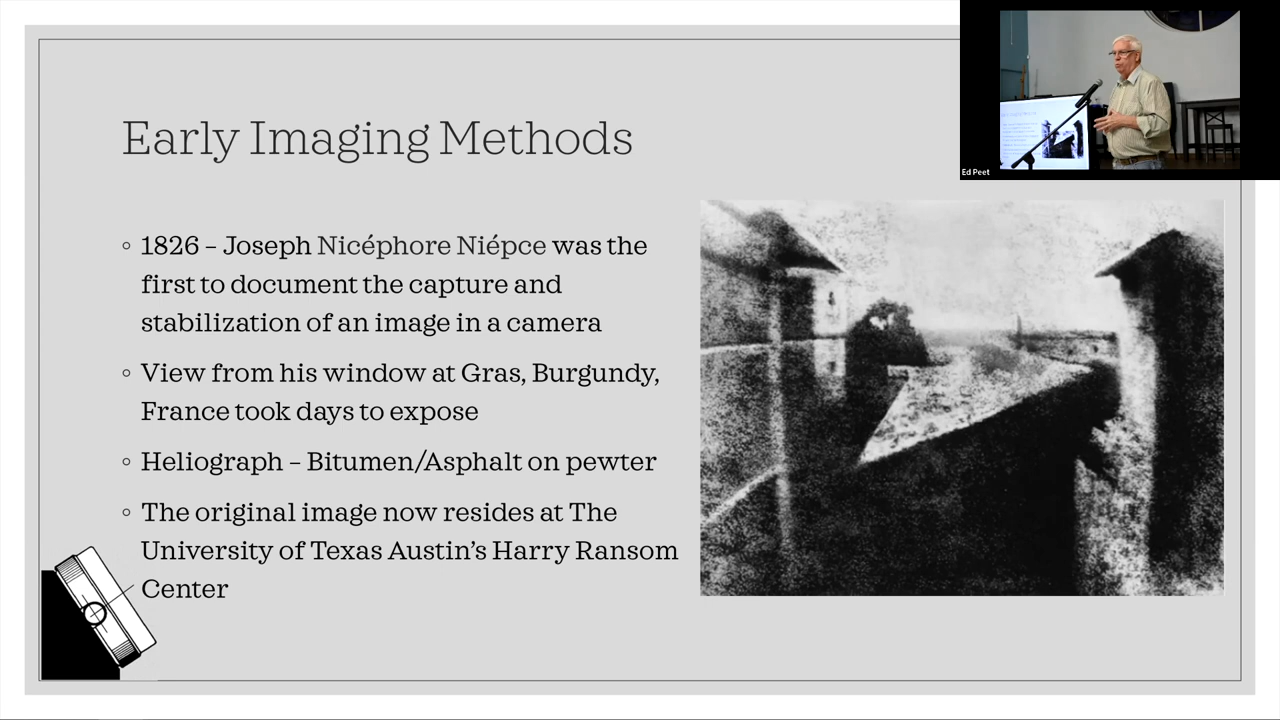 Early Imaging Methods
Ed Peet
1826 – Joseph Nicéphore Niépce was the
first to document the capture and
stabilization of an image in a camera
View from his window at Gras, Burgundy,
France took days to expose
Heliograph – Bitumen/Asphalt on pewter
The original image now resides at The
University of Texas Austin’s Harry Ransom
Center